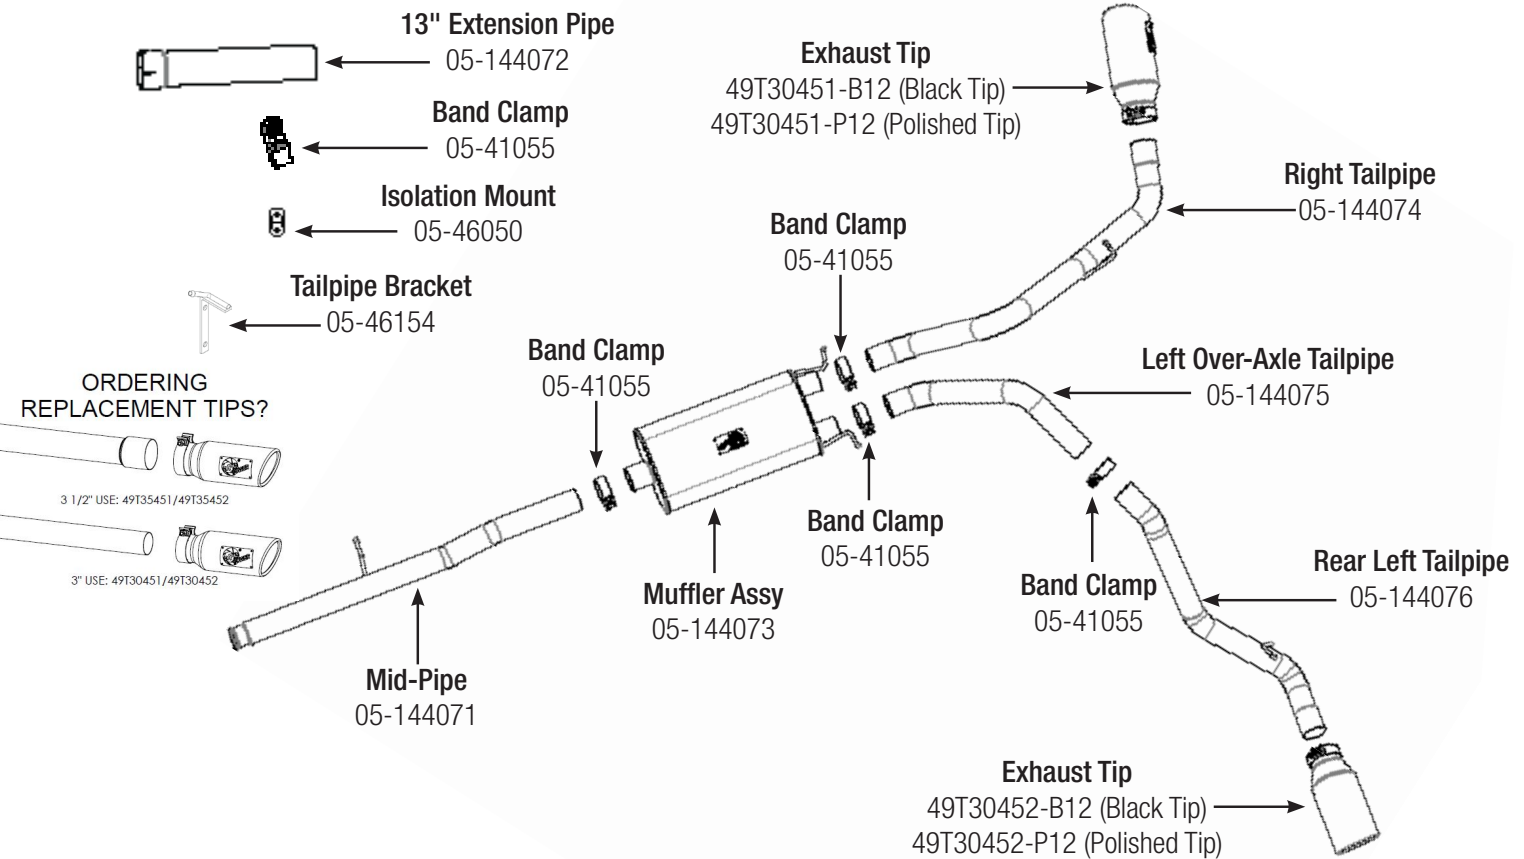 13" Extension Pipe
05-144072
Band Clamp
05-41055
Isolation Mount
05-46050
Tailpipe Bracket
05-46154
ORDERING
REPLACEMENT TIPS?
3 1/2" USE: 49T35451/49T35452
3" USE: 49T30451/49T30452
Exhaust Tip
49T30451-B12 (Black Tip)
49T30451-P12 (Polished Tip)
Right Tailpipe
05-144074
Band Clamp
05-41055
Band Clamp
05-41055
Left Over-Axle Tailpipe
05-144075
Band Clamp
05-41055
Muffler Assy
05-144073
Band Clamp
05-41055
Rear Left Tailpipe
05-144076
Mid-Pipe
05-144071
Exhaust Tip
49T30452-B12 (Black Tip)
49T30452-P12 (Polished Tip)